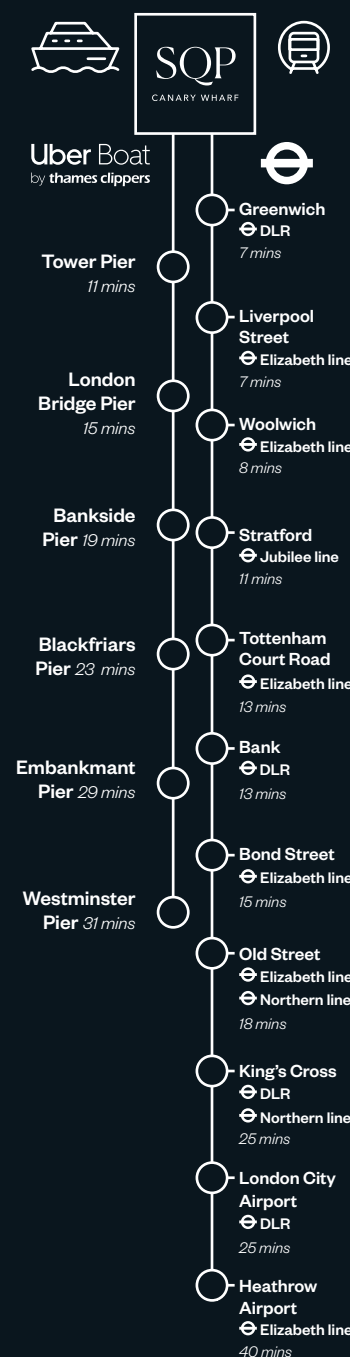 SQP
CANARY WHARF
Uber Boat
by thames clippers
Tower Pier
11 mins
London
Bridge Pier
15 mins
Bankside
Pier 19 mins
Blackfriars
Pier 23 mins
Embankmant
Pier 29 mins
Westminster
Pier 31 mins
Greenwich
DLR
7 mins
Liverpool
Street
Elizabeth line
7 mins
Woolwich
Elizabeth line
8 mins
Stratford
Jubilee line
11 mins
Tottenham
Court Road
Elizabeth line
13 mins
Bank
DLR
13 mins
Bond Street
Elizabeth line
15 mins
Old Street
Elizabeth line
Northern line
18 mins
King's Cross
DLR
Northern line
25 mins
London City
Airport
DLR
25 mins
Heathrow
Airport
Elizabeth line
40 mins